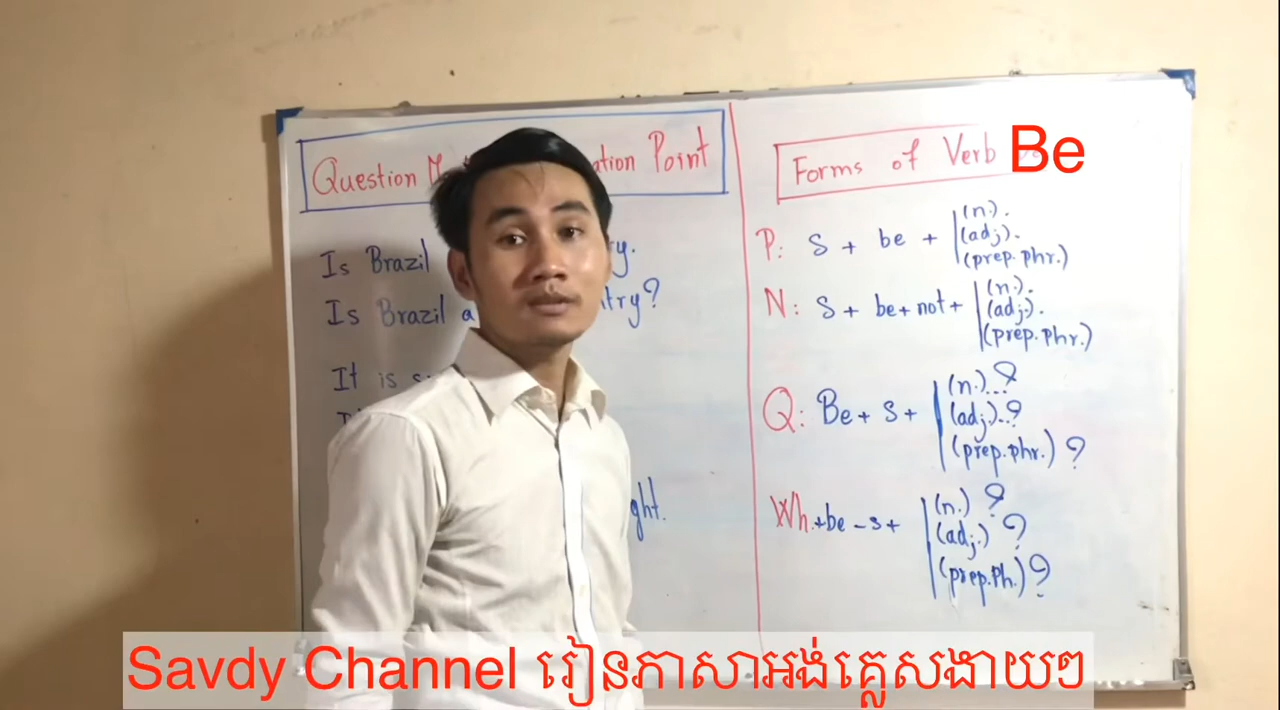 Question ation Point
Is Brazil ry.
Is Brazil a ntry?
It is s
ght.
Forms of Verb Be
P: S + be + (n.).
(adj.).
(prep. phr.)
N: S + be + not + (n.).
(adj.).
(prep. phr.)
Q: Be + S + (n.)...?
(adj.)..?
(prep. phr.) ?
Wh. + be - s + (n.) ?
(adj.) ?
(prep. ph.) ?
Savdy Channel រៀនភាសាអង់គ្លេសងាយៗ